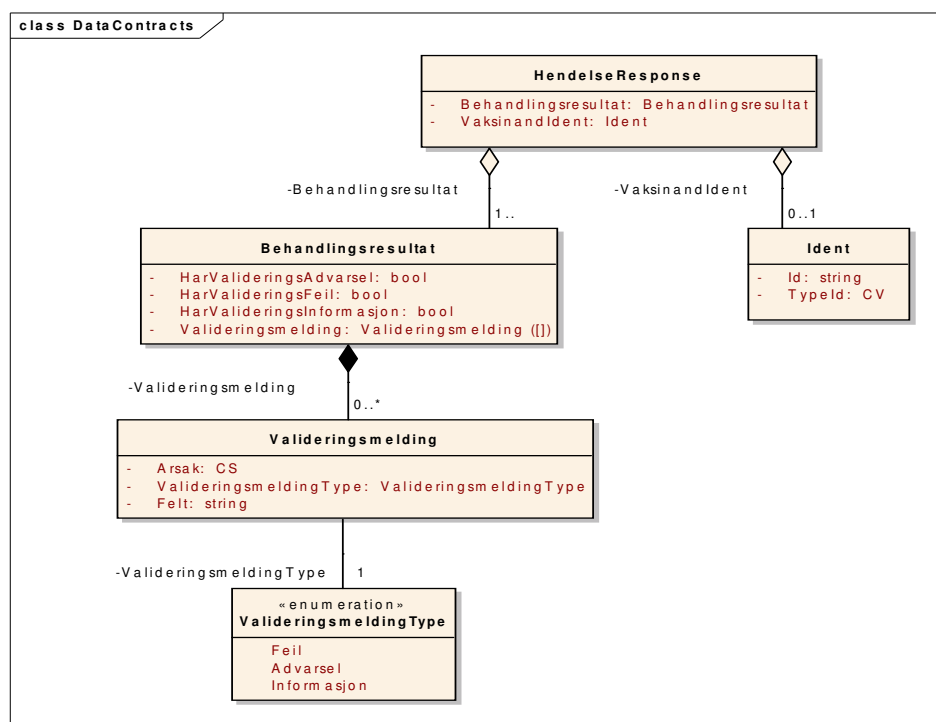 class DataContracts
HendelseResponse
- Behandlingsresultat: Behandlingsresultat
- VaksinandIdent: Ident
-Behandlingsresultat
-VaksinandIdent
1..
0..1
Behandlingsresultat
- HarValideringsAdvarsel: bool
- HarValideringsFeil: bool
- HarValideringsInformasjon: bool
- Valideringsmelding: Valideringsmelding ([])
Ident
- Id: string
- TypeId: CV
-Valideringsmelding
0..*
Valideringsmelding
- Arsak: CS
- ValideringsmeldingType: ValideringsmeldingType
- Felt: string
-ValideringsmeldingType
1
«enumeration»
ValideringsmeldingType
Feil
Advarsel
Informasjon